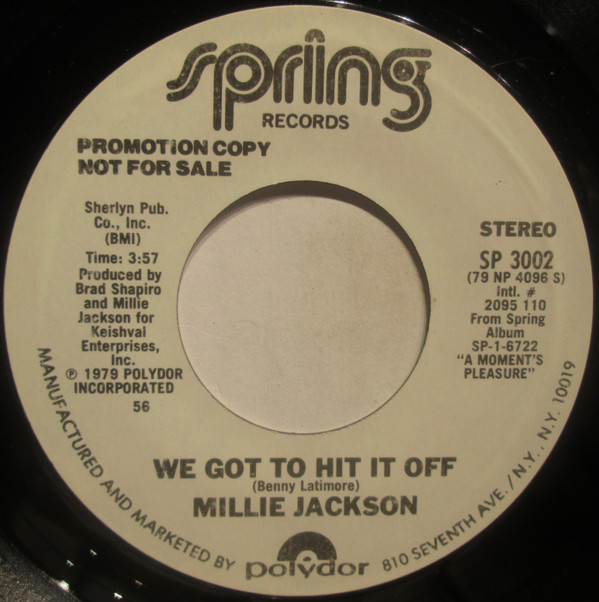 spring
RECORDS
PROMOTION COPY
NOT FOR SALE
Sherlyn Pub.
Co., Inc.
(BMI)
Time: 3:57
Produced by
Brad Shapiro
and Millie
Jackson for
Keishval
Enterprises,
Inc.
℗ 1979 POLYDOR
INCORPORATED
56
STEREO
SP 3002
(79 NP 4096 S)
Intl. #
2095 110
From Spring
Album
SP-1-6722
"A MOMENT'S
PLEASURE"
WE GOT TO HIT IT OFF
(Benny Latimore)
MILLIE JACKSON
MANUFACTURED AND MARKETED BY polydor 810 SEVENTH AVE./N.Y., N.Y. 10019